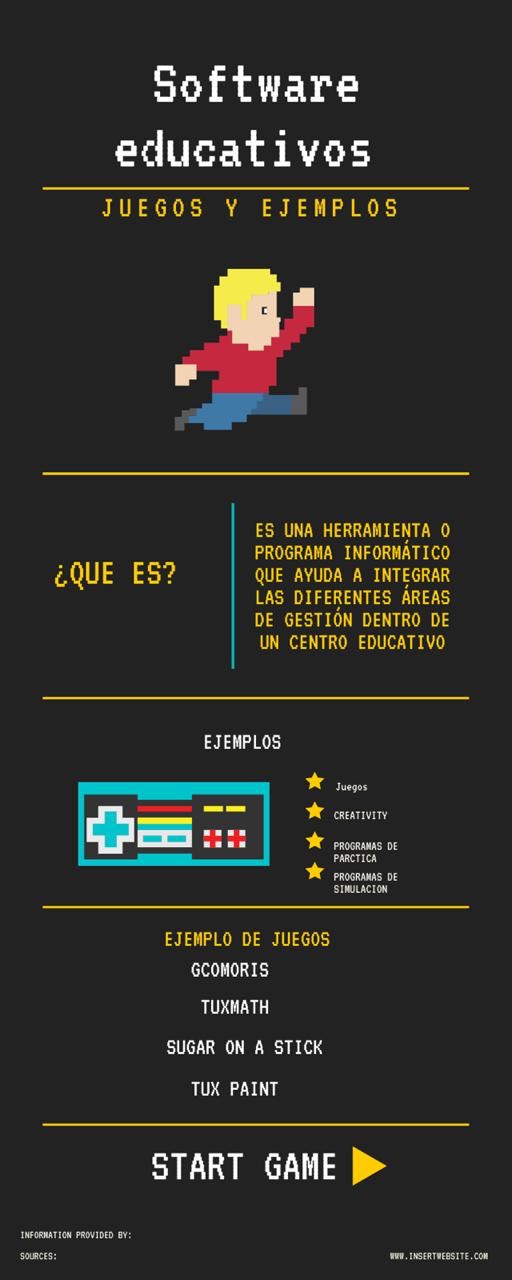 Software
educativos
JUEGOS Y EJEMPLOS
¿QUE ES?
ES UNA HERRAMIENTA O
PROGRAMA INFORMÁTICO
QUE AYUDA A INTEGRAR
LAS DIFERENTES ÁREAS
DE GESTIÓN DENTRO DE
UN CENTRO EDUCATIVO
EJEMPLOS
Juegos
CREATIVITY
PROGRAMAS DE
PARCTICA
PROGRAMAS DE
SIMULACION
EJEMPLO DE JUEGOS
GCOMORIS
TUXMATH
SUGAR ON A STICK
TUX PAINT
START GAME
INFORMATION PROVIDED BY:
SOURCES:
WWW.INSERTWEBSITE.COM